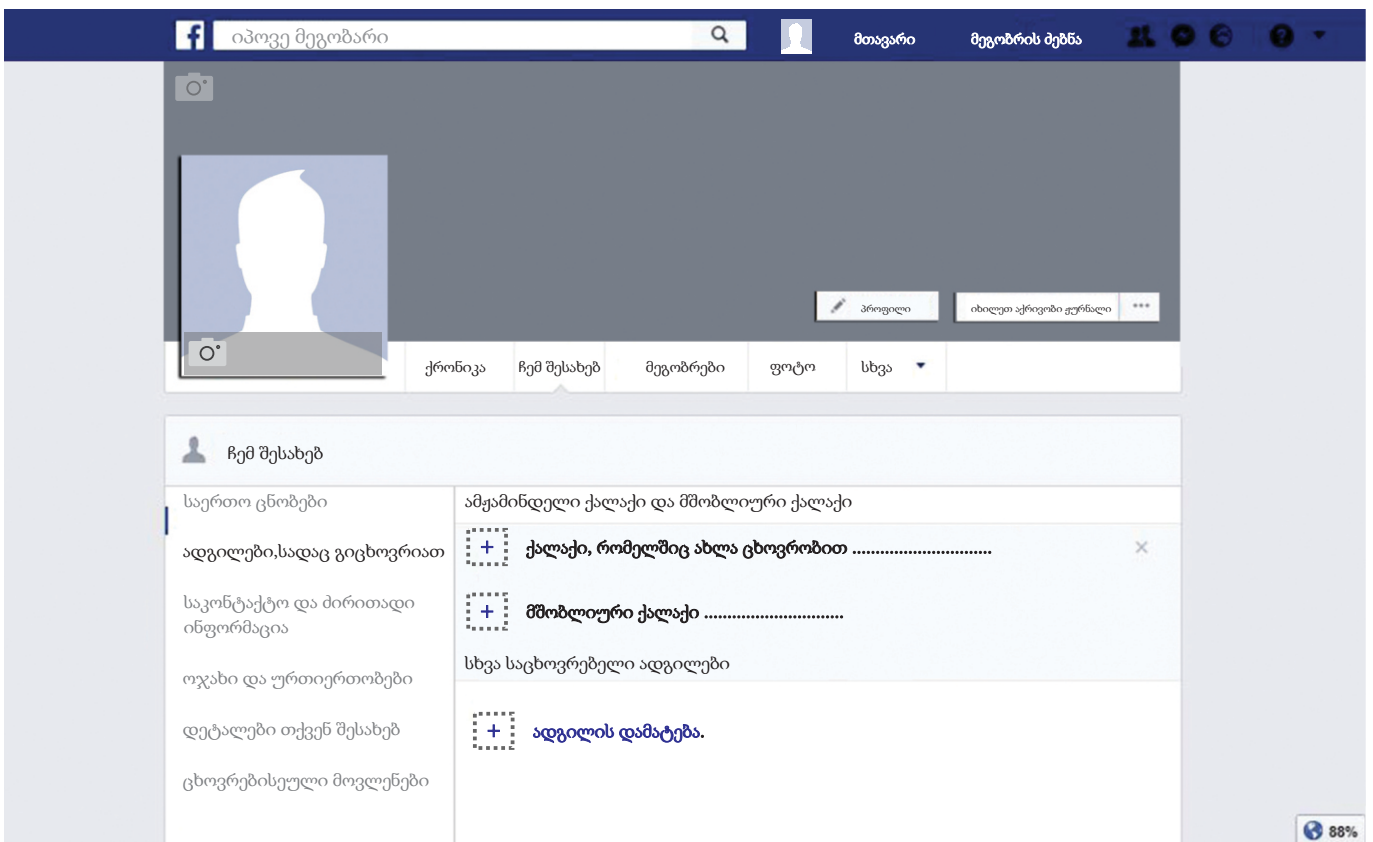 f იპოვე მეგობარი მთავარი მეგობრის ძებნა
პროფილი იხილეთ აქრივობი ჟურნალი
ქრონიკა ჩემ შესახებ მეგობრები ფოტო სხვა
ჩემ შესახებ
საერთო ცნობები
ადგილები,სადაც გიცხოვრიათ
საკონტაქტო და ძირითადი
ინფორმაცია
ოჯახი და ურთიერთობები
დეტალები თქვენ შესახებ
ცხოვრებისეული მოვლენები
ამჟამინდელი ქალაქი და მშობლიური ქალაქი
+ ქალაქი, რომელშიც ახლა ცხოვრობით ..............................
+ მშობლიური ქალაქი ..............................
სხვა საცხოვრებელი ადგილები
+ ადგილის დამატება.
88%